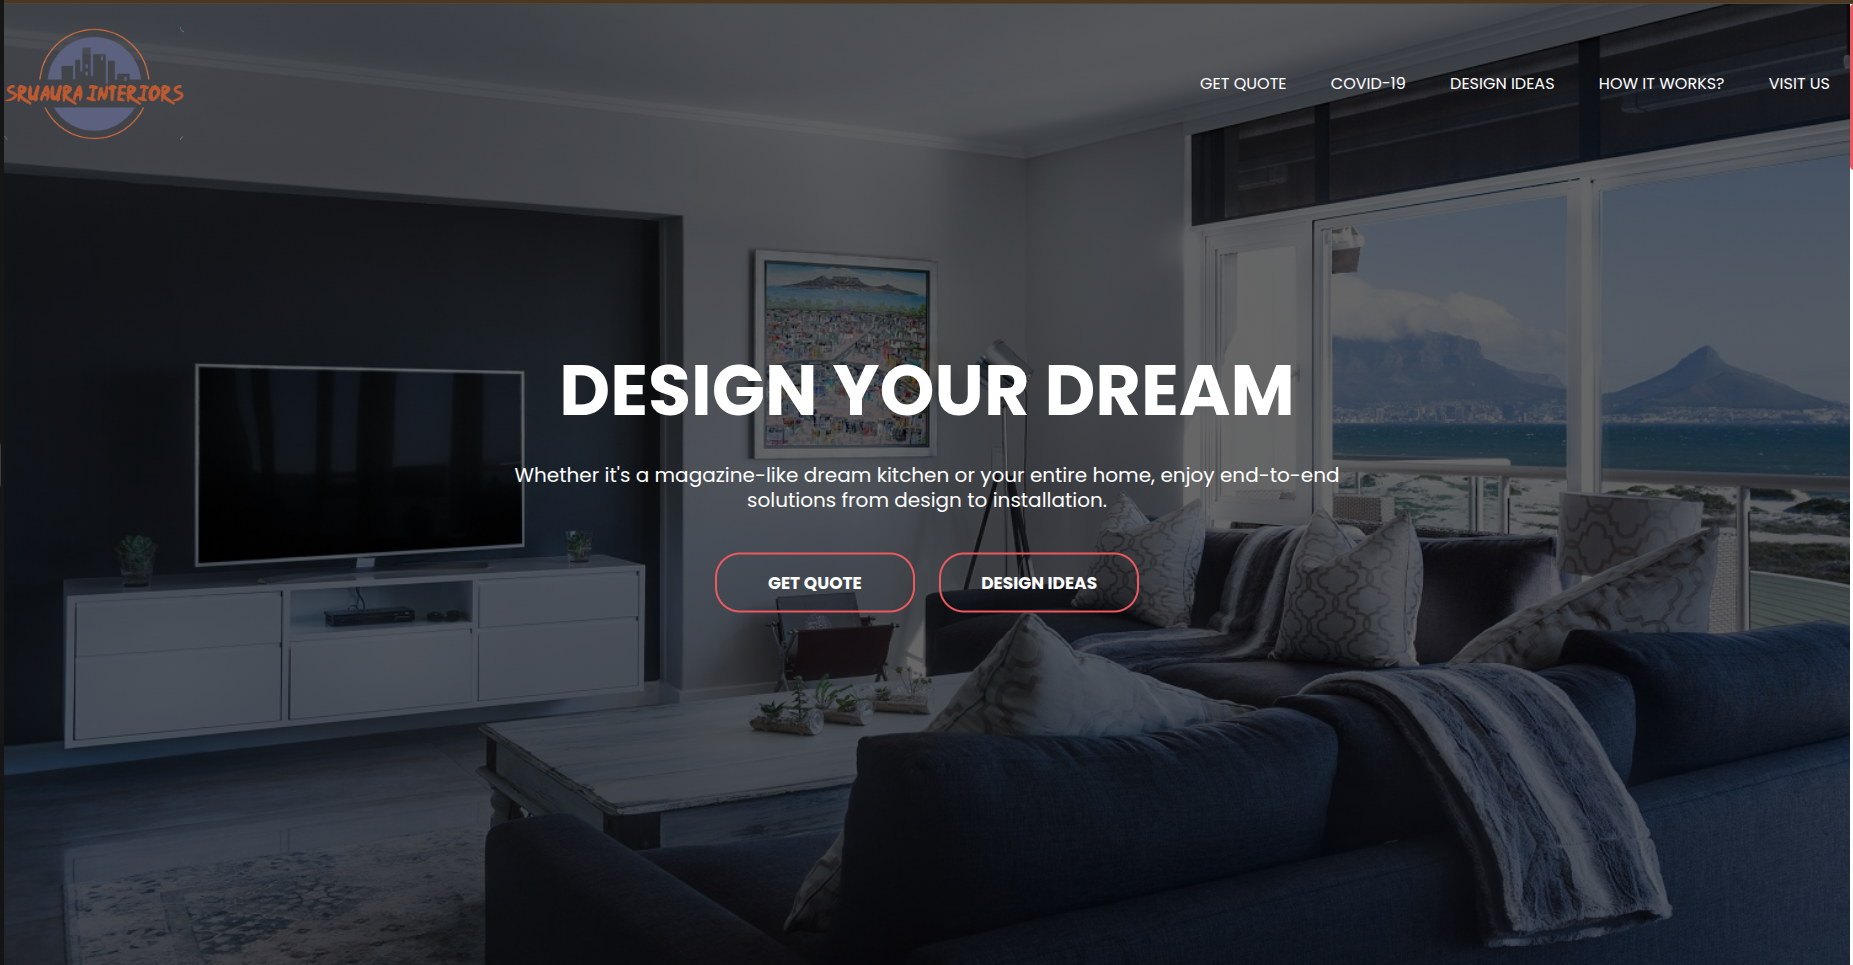 SRUAURA INTERIORS
GET QUOTE COVID-19 DESIGN IDEAS HOW IT WORKS? VISIT US
DESIGN YOUR DREAM
Whether it's a magazine-like dream kitchen or your entire home, enjoy end-to-end
solutions from design to installation.
GET QUOTE DESIGN IDEAS